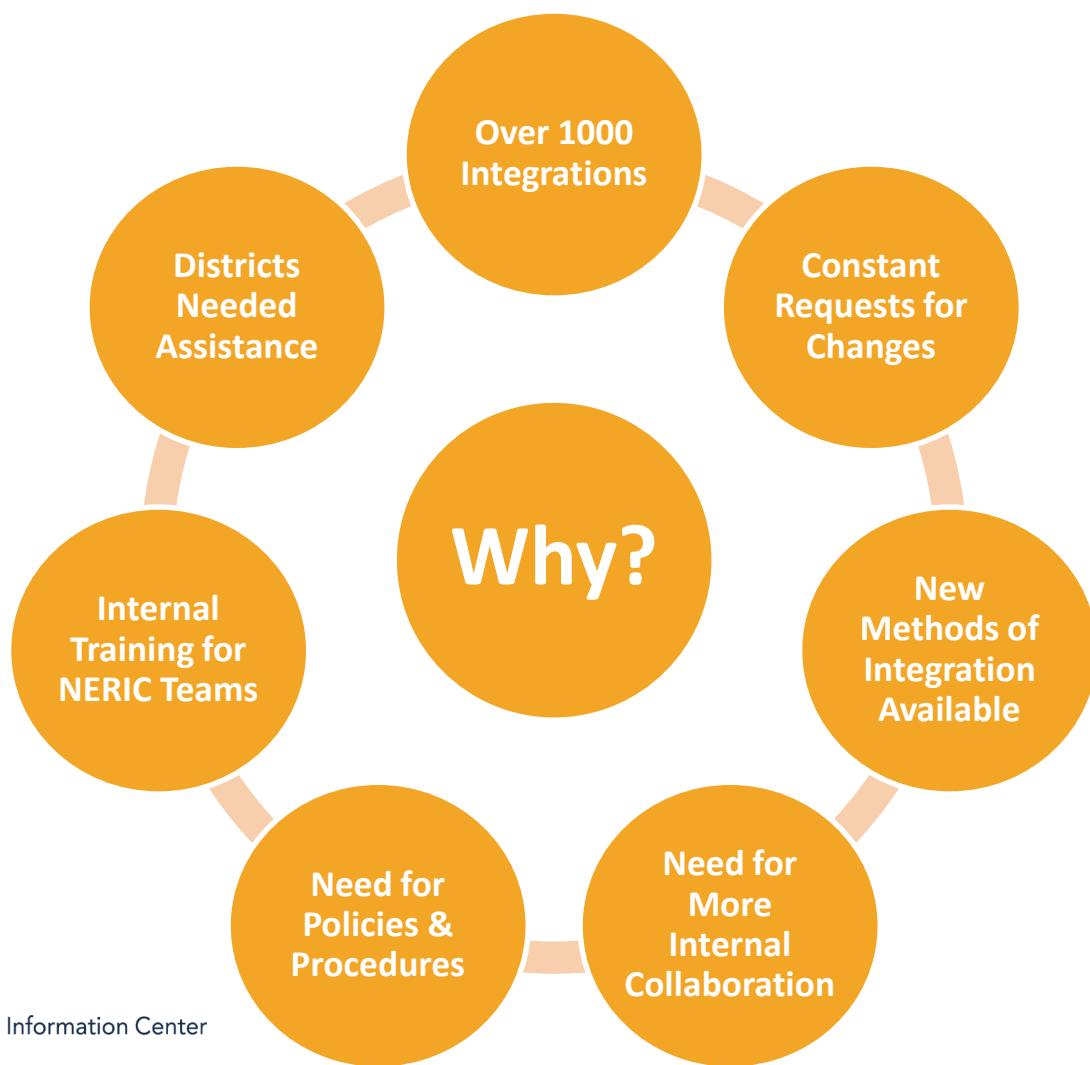 Over 1000
Integrations
Constant
Requests for
Changes
New
Methods of
Integration
Available
Need for
More
Internal
Collaboration
Need for
Policies &
Procedures
Internal
Training for
NERIC Teams
Districts
Needed
Assistance
Why?
Information Center